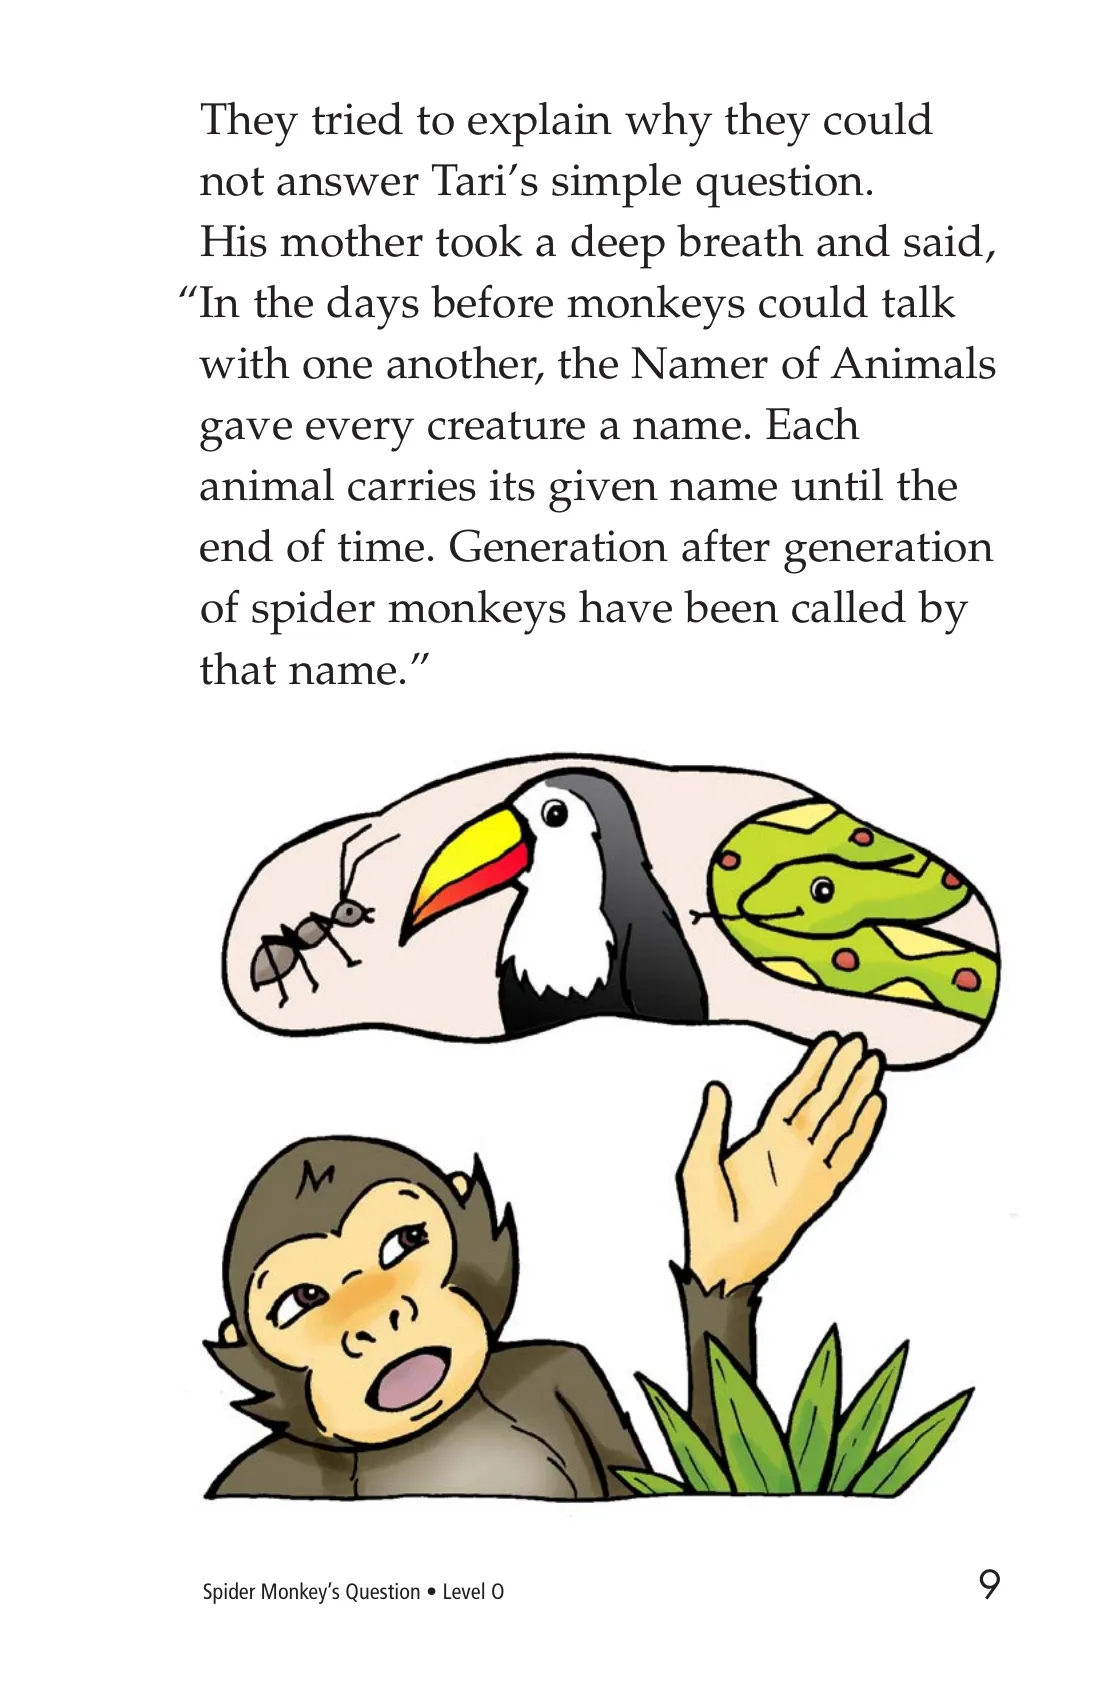 They tried to explain why they could
not answer Tari’s simple question.
His mother took a deep breath and said,
“In the days before monkeys could talk
with one another, the Namer of Animals
gave every creature a name. Each
animal carries its given name until the
end of time. Generation after generation
of spider monkeys have been called by
that name.”
Spider Monkey’s Question • Level O
9